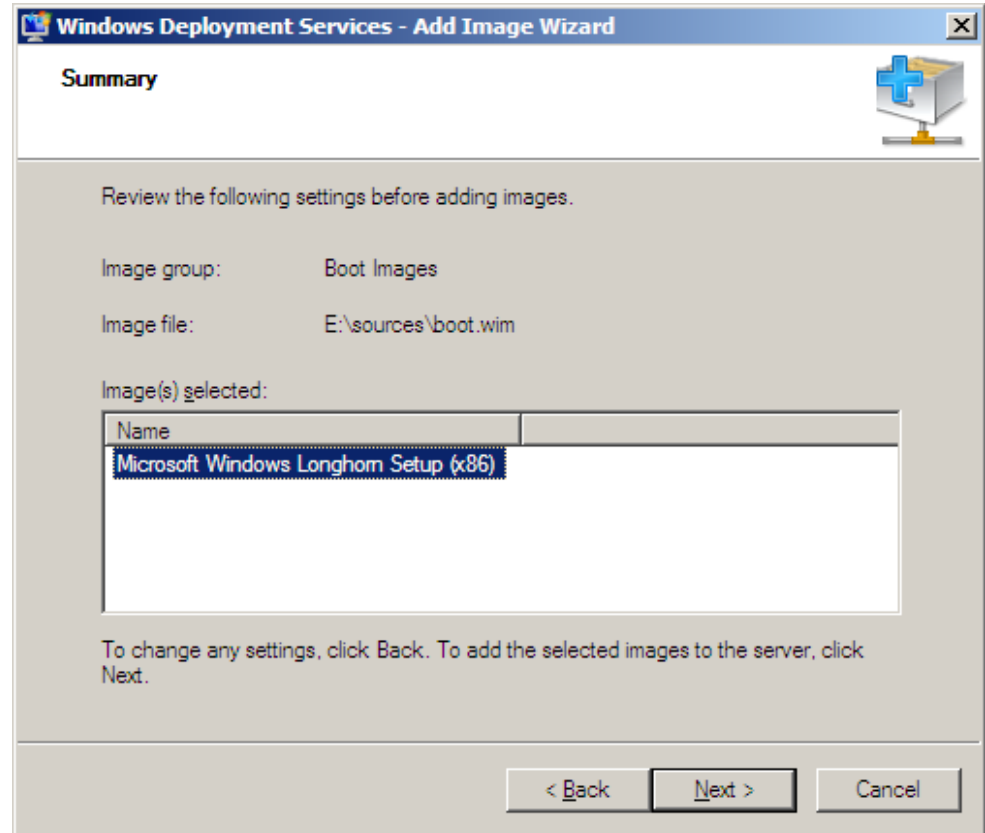 Windows Deployment Services - Add Image Wizard
Summary
Review the following settings before adding images.
Image group: Boot Images
Image file: E:\sources\boot.wim
Image(s) selected:
Name
Microsoft Windows Longhorn Setup (x86)
To change any settings, click Back. To add the selected images to the server, click
Next.
< Back Next > Cancel